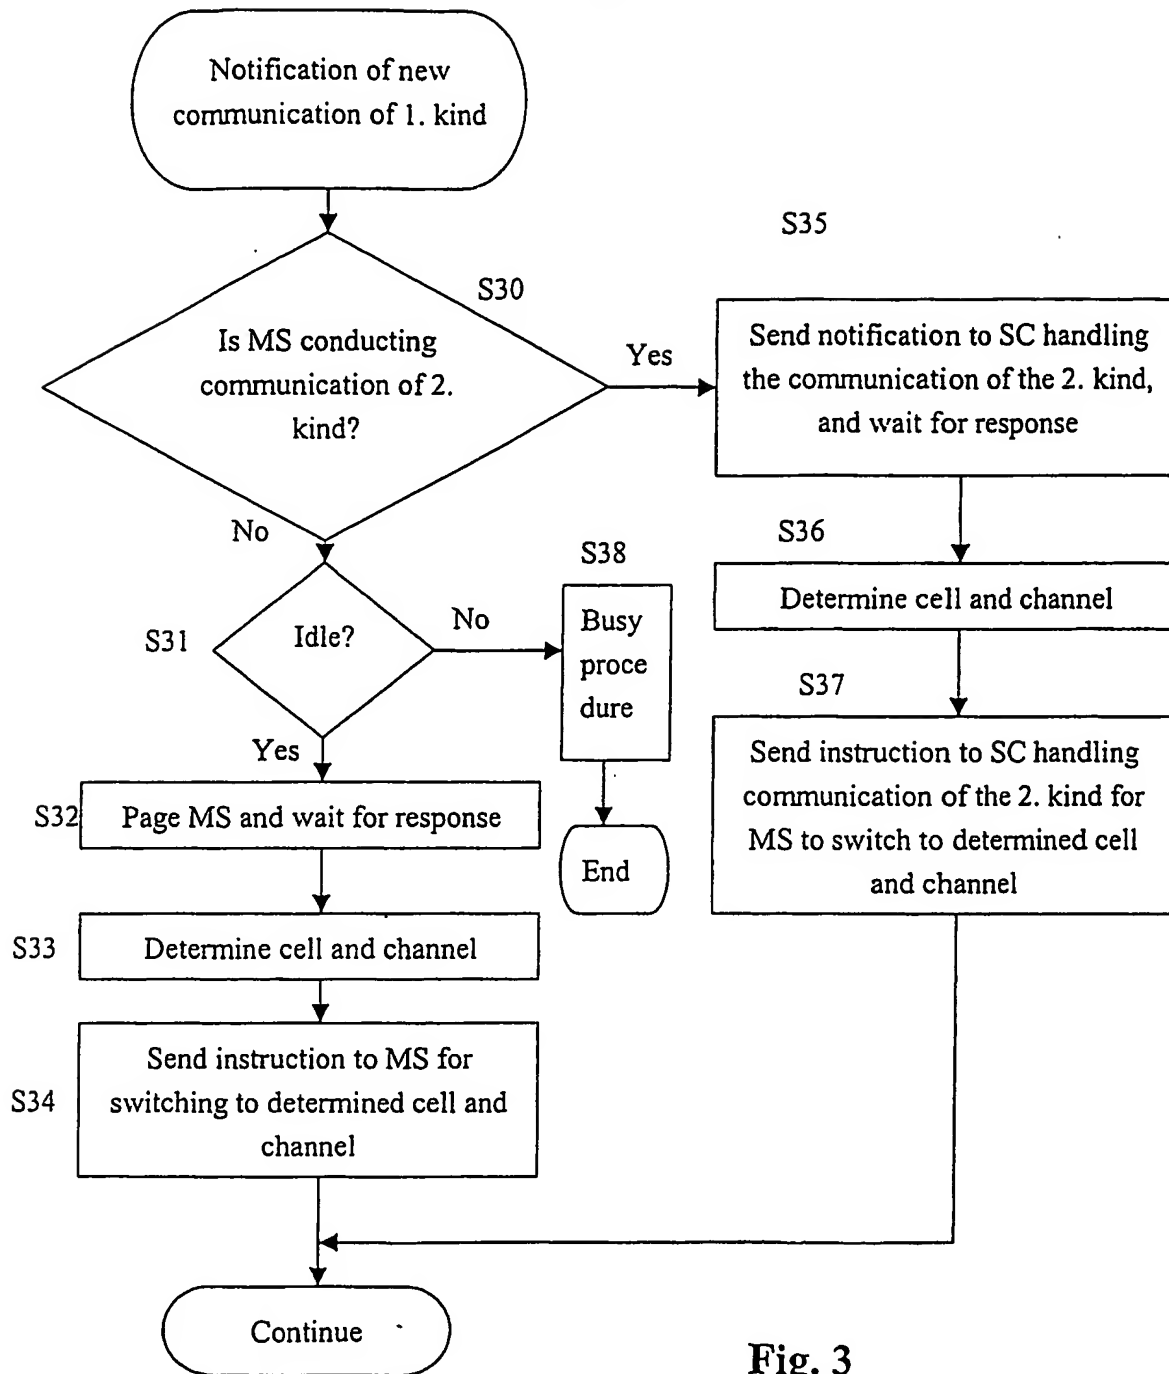 Notification of new
communication of 1. kind
S30
Is MS conducting
communication of 2.
kind?
Yes
No
S35
Send notification to SC handling
the communication of the 2. kind,
and wait for response
S36
Determine cell and channel
S37
Send instruction to SC handling
communication of the 2. kind for
MS to switch to determined cell
and channel
S31
Idle?
No
Yes
S38
Busy
proce
dure
End
S32
Page MS and wait for response
S33
Determine cell and channel
S34
Send instruction to MS for
switching to determined cell and
channel
Continue
Fig. 3